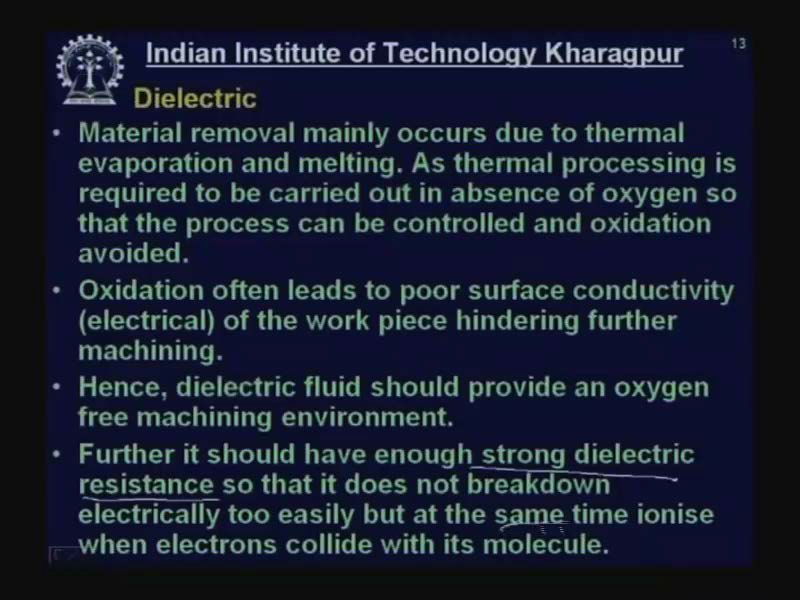 13
Indian Institute of Technology Kharagpur
Dielectric
• Material removal mainly occurs due to thermal
evaporation and melting. As thermal processing is
required to be carried out in absence of oxygen so
that the process can be controlled and oxidation
avoided.
• Oxidation often leads to poor surface conductivity
(electrical) of the work piece hindering further
machining.
• Hence, dielectric fluid should provide an oxygen
free machining environment.
• Further it should have enough strong dielectric
resistance so that it does not breakdown
electrically too easily but at the same time ionise
when electrons collide with its molecule.